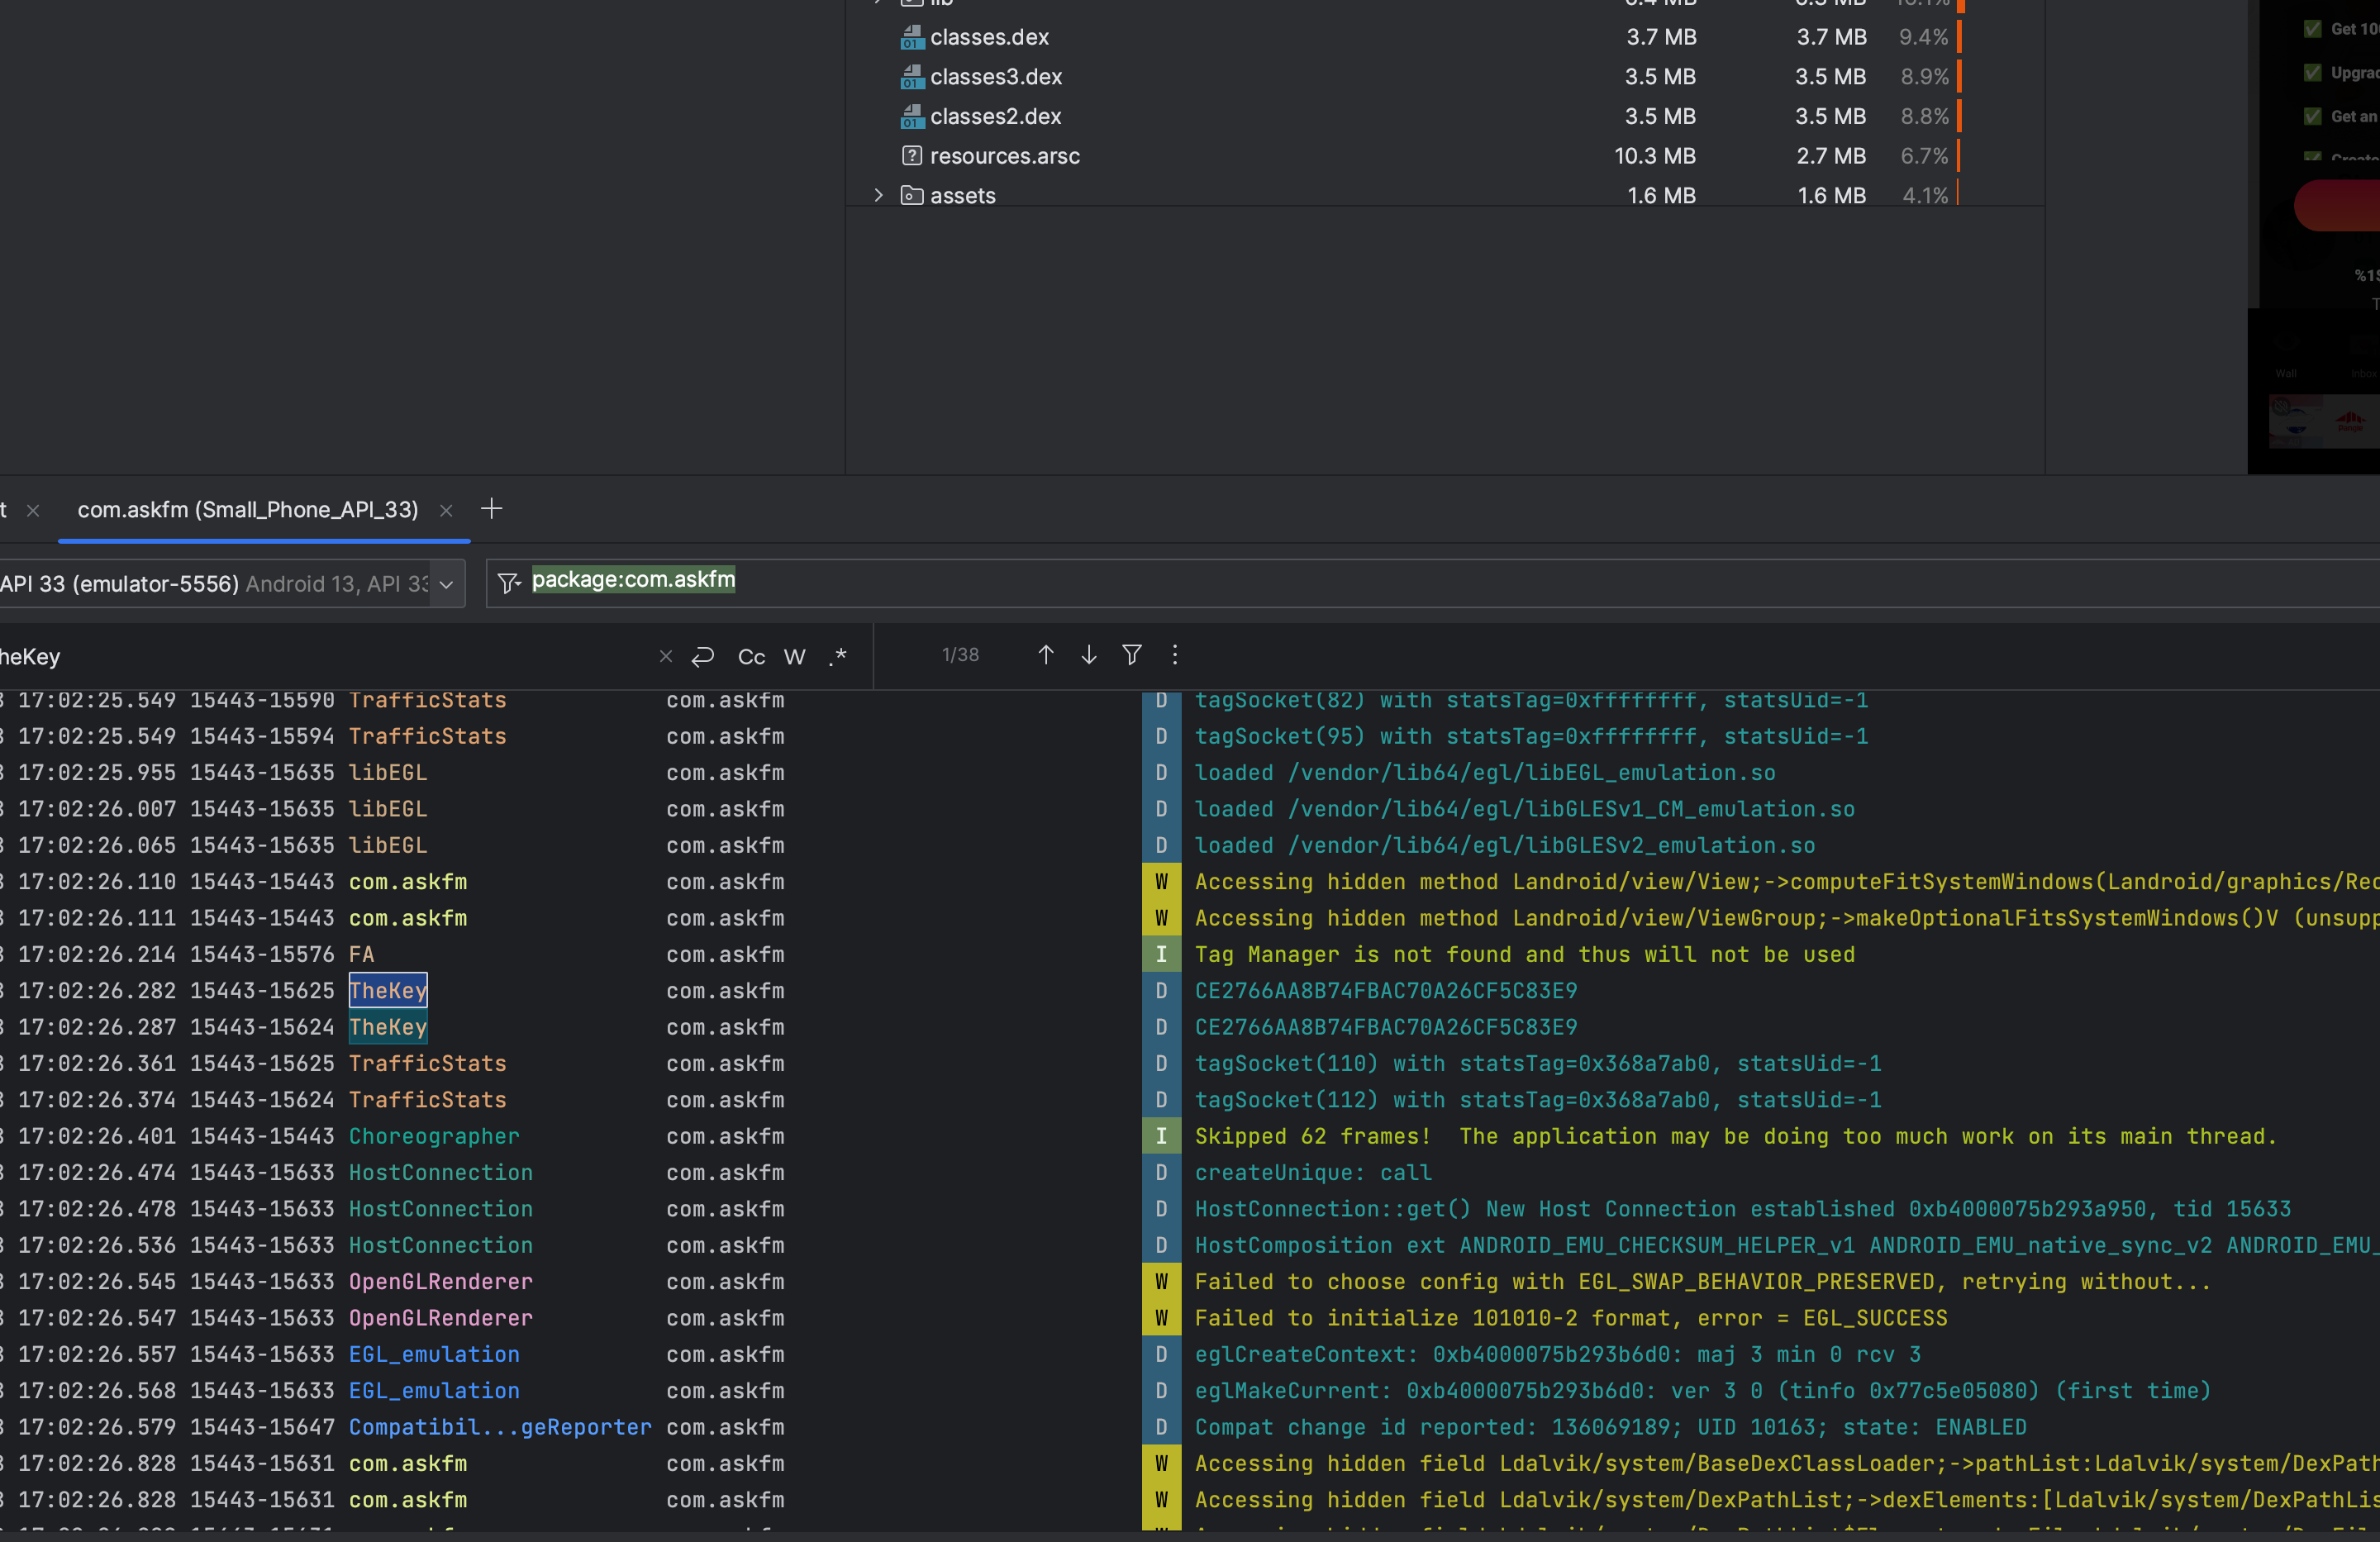 lib 6.4 MB 6.3 MB 16.1%
classes.dex 3.7 MB 3.7 MB 9.4%
classes3.dex 3.5 MB 3.5 MB 8.9%
classes2.dex 3.5 MB 3.5 MB 8.8%
resources.arsc 10.3 MB 2.7 MB 6.7%
assets 1.6 MB 1.6 MB 4.1%
Get 10
Upgrad
Get an
Create
%1$
T
Wall Inbox
t com.askfm (Small_Phone_API_33)
API 33 (emulator-5556) Android 13, API 33 package:com.askfm
heKey Cc W .* 1/38
3 17:02:25.549 15443-15590 TrafficStats com.askfm D tagSocket(82) with statsTag=0xffffffff, statsUid=-1
3 17:02:25.549 15443-15594 TrafficStats com.askfm D tagSocket(95) with statsTag=0xffffffff, statsUid=-1
3 17:02:25.955 15443-15635 libEGL com.askfm D loaded /vendor/lib64/egl/libEGL_emulation.so
3 17:02:26.007 15443-15635 libEGL com.askfm D loaded /vendor/lib64/egl/libGLESv1_CM_emulation.so
3 17:02:26.065 15443-15635 libEGL com.askfm D loaded /vendor/lib64/egl/libGLESv2_emulation.so
3 17:02:26.110 15443-15443 com.askfm com.askfm W Accessing hidden method Landroid/view/View;->computeFitSystemWindows(Landroid/graphics/Rec
3 17:02:26.111 15443-15443 com.askfm com.askfm W Accessing hidden method Landroid/view/ViewGroup;->makeOptionalFitsSystemWindows()V (unsupp
3 17:02:26.214 15443-15576 FA com.askfm I Tag Manager is not found and thus will not be used
3 17:02:26.282 15443-15625 TheKey com.askfm D CE2766AA8B74FBAC70A26CF5C83E9
3 17:02:26.287 15443-15624 TheKey com.askfm D CE2766AA8B74FBAC70A26CF5C83E9
3 17:02:26.361 15443-15625 TrafficStats com.askfm D tagSocket(110) with statsTag=0x368a7ab0, statsUid=-1
3 17:02:26.374 15443-15624 TrafficStats com.askfm D tagSocket(112) with statsTag=0x368a7ab0, statsUid=-1
3 17:02:26.401 15443-15443 Choreographer com.askfm I Skipped 62 frames!  The application may be doing too much work on its main thread.
3 17:02:26.474 15443-15633 HostConnection com.askfm D createUnique: call
3 17:02:26.478 15443-15633 HostConnection com.askfm D HostConnection::get() New Host Connection established 0xb4000075b293a950, tid 15633
3 17:02:26.536 15443-15633 HostConnection com.askfm D HostComposition ext ANDROID_EMU_CHECKSUM_HELPER_v1 ANDROID_EMU_native_sync_v2 ANDROID_EMU_
3 17:02:26.545 15443-15633 OpenGLRenderer com.askfm W Failed to choose config with EGL_SWAP_BEHAVIOR_PRESERVED, retrying without...
3 17:02:26.547 15443-15633 OpenGLRenderer com.askfm W Failed to initialize 101010-2 format, error = EGL_SUCCESS
3 17:02:26.557 15443-15633 EGL_emulation com.askfm D eglCreateContext: 0xb4000075b293b6d0: maj 3 min 0 rcv 3
3 17:02:26.568 15443-15633 EGL_emulation com.askfm D eglMakeCurrent: 0xb4000075b293b6d0: ver 3 0 (tinfo 0x77c5e05080) (first time)
3 17:02:26.579 15443-15647 Compatibil...geReporter com.askfm D Compat change id reported: 136069189; UID 10163; state: ENABLED
3 17:02:26.828 15443-15631 com.askfm com.askfm W Accessing hidden field Ldalvik/system/BaseDexClassLoader;->pathList:Ldalvik/system/DexPath
3 17:02:26.828 15443-15631 com.askfm com.askfm W Accessing hidden field Ldalvik/system/DexPathList;->dexElements:[Ldalvik/system/DexPathLis